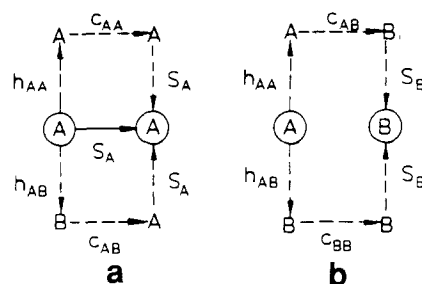 A C_AA A A C_AB B
h_AA S_A h_AA S_B
A S_A A A B
h_AB S_A h_AB S_B
B C_AB A B C_BB B
a b